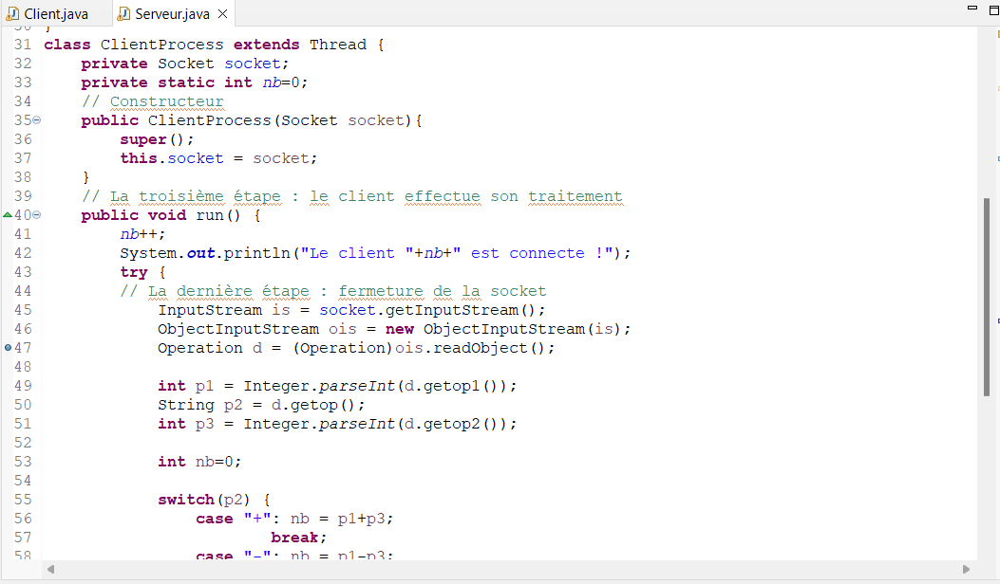 Client.java Serveur.java
30 }
31 class ClientProcess extends Thread {
32 private Socket socket;
33 private static int nb=0;
34 // Constructeur
35 public ClientProcess(Socket socket){
36 super();
37 this.socket = socket;
38 }
39 // La troisième étape : le client effectue son traitement
40 public void run() {
41 nb++;
42 System.out.println("Le client "+nb+" est connecte !");
43 try {
44 // La dernière étape : fermeture de la socket
45 InputStream is = socket.getInputStream();
46 ObjectInputStream ois = new ObjectInputStream(is);
47 Operation d = (Operation)ois.readObject();
48
49 int p1 = Integer.parseInt(d.getop1());
50 String p2 = d.getop();
51 int p3 = Integer.parseInt(d.getop2());
52
53 int nb=0;
54
55 switch(p2) {
56 case "+": nb = p1+p3;
57 break;
58 case "-": nb = p1-p3;